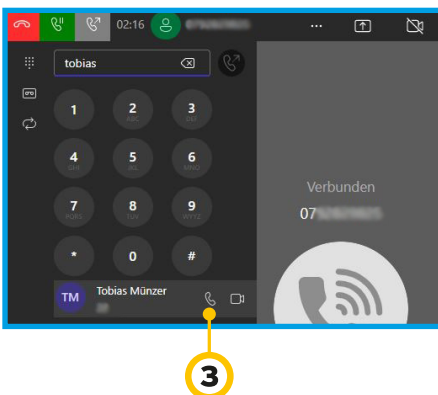 02:16
tobias
1
2
ABC
3
DEF
4
GHI
5
JKL
6
MNO
7
PQRS
8
TUV
9
WXYZ
*
0
#
Verbunden
07
TM
Tobias Münzer
3